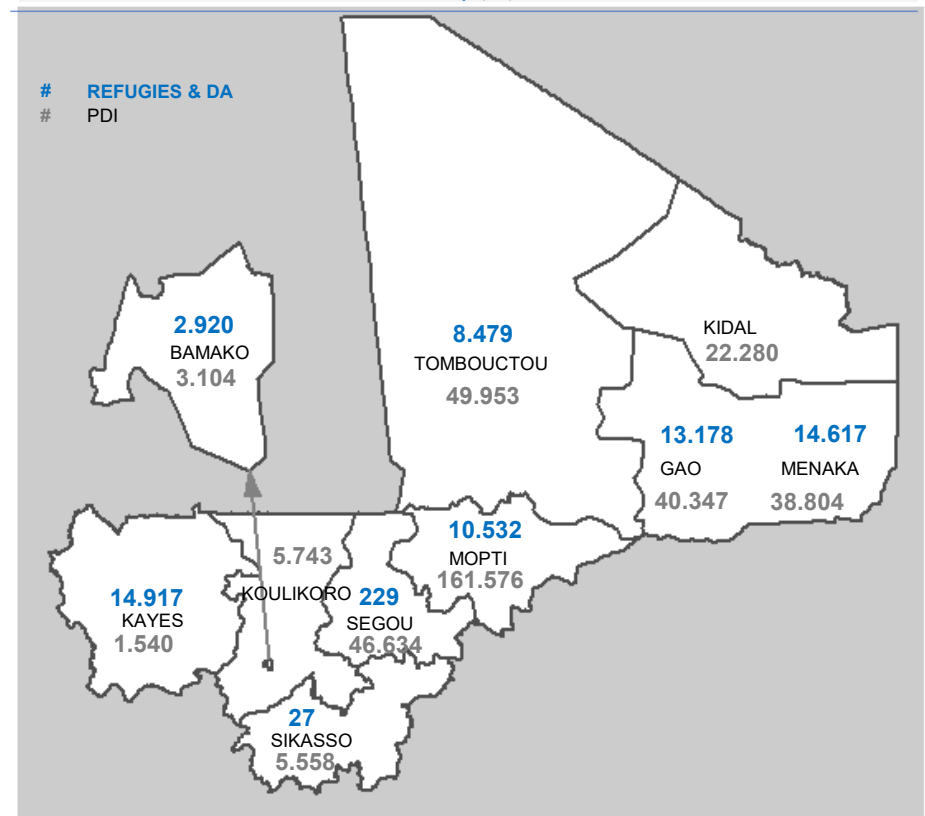 # REFUGIES & DA
# PDI
2.920
BAMAKO
3.104
8.479
TOMBOUCTOU
49.953
KIDAL
22.280
13.178
GAO
40.347
14.617
MENAKA
38.804
10.532
MOPTI
161.576
5.743
KOULIKORO
229
SEGOU
46.634
14.917
KAYES
1.540
27
SIKASSO
5.558